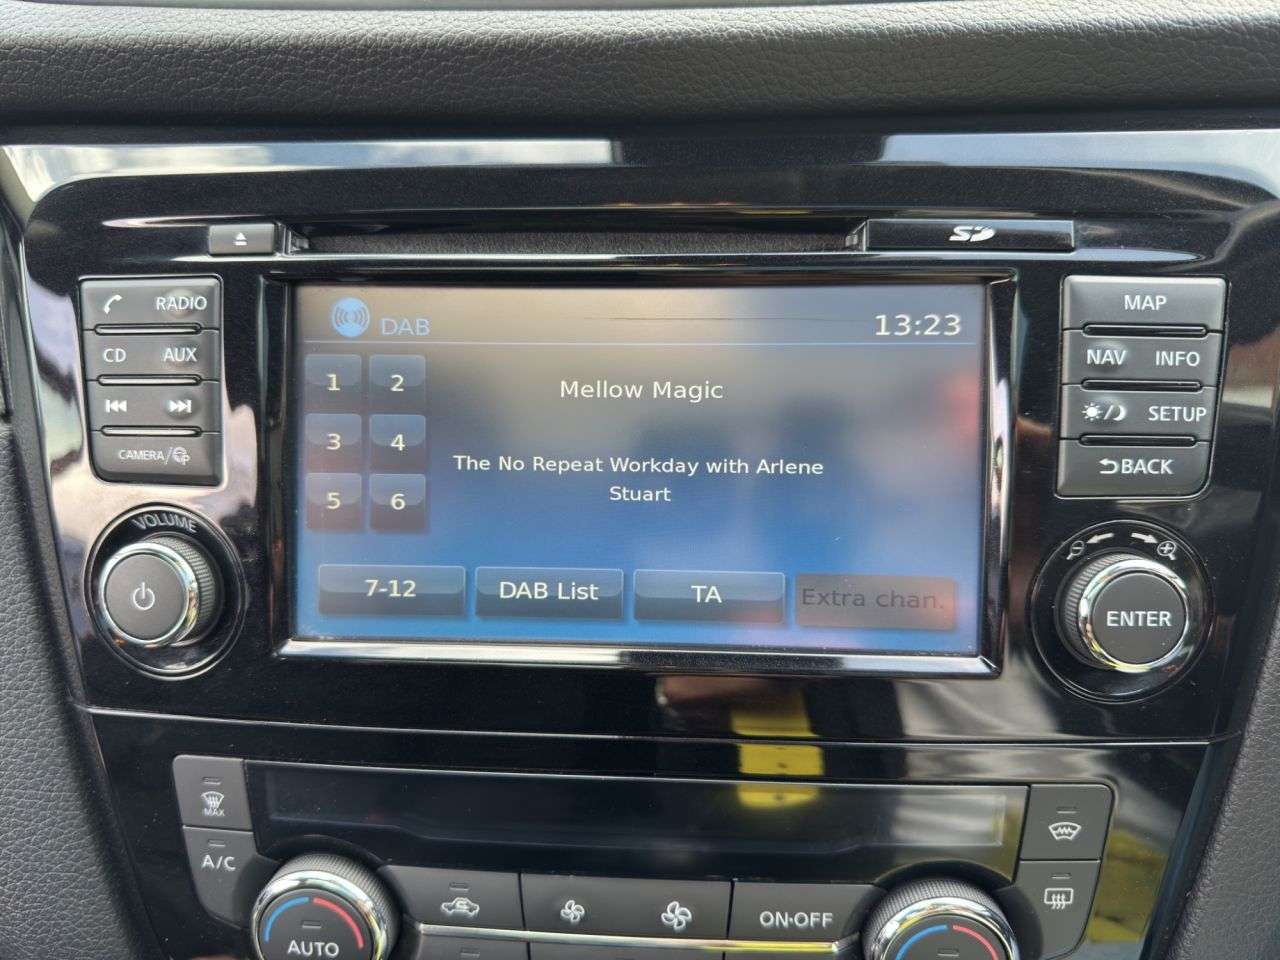 SD
RADIO
CD AUX
CAMERA/
VOLUME
DAB
13:23
1 2
3 4
5 6
Mellow Magic
The No Repeat Workday with Arlene
Stuart
7-12 DAB List TA Extra chan.
MAP
NAV INFO
SETUP
BACK
ENTER
MAX
A/C
AUTO
ON·OFF